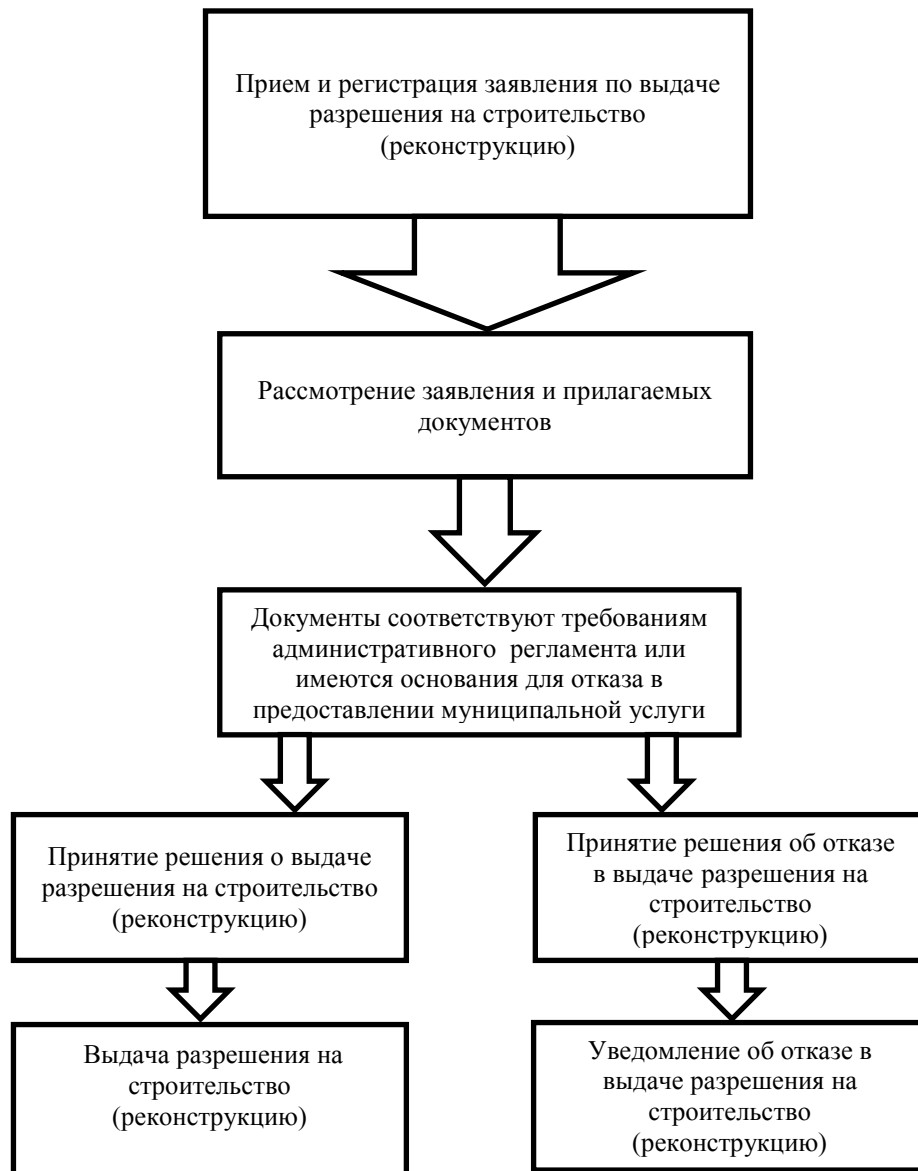 Прием и регистрация заявления по выдаче
разрешения на строительство
(реконструкцию)
Рассмотрение заявления и прилагаемых
документов
Документы соответствуют требованиям
административного  регламента или
имеются основания для отказа в
предоставлении муниципальной услуги
Принятие решения о выдаче
разрешения на строительство
(реконструкцию)
Принятие решения об отказе
в выдаче разрешения на
строительство
(реконструкцию)
Выдача разрешения на
строительство
(реконструкцию)
Уведомление об отказе в
выдаче разрешения на
строительство
(реконструкцию)